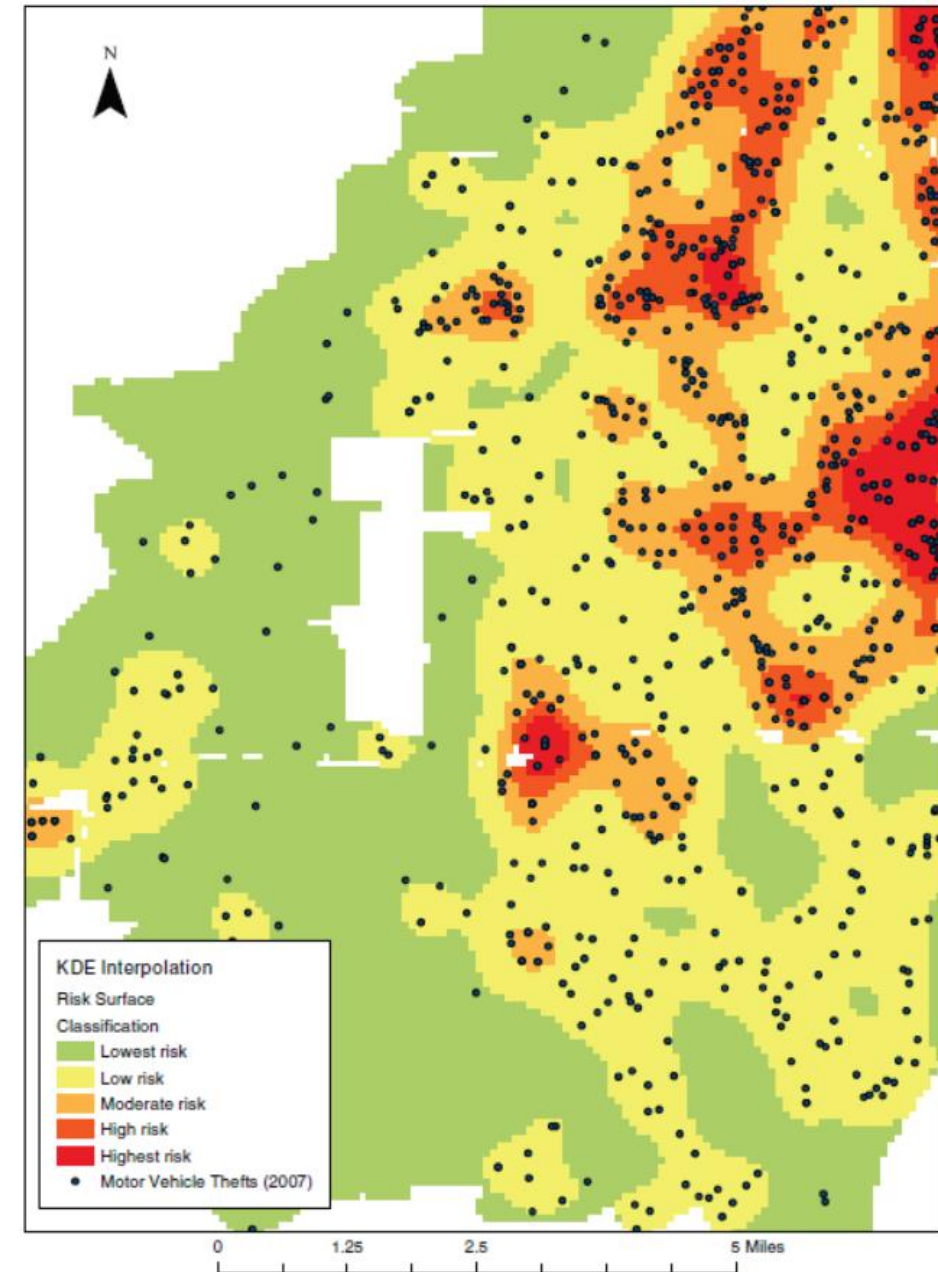 N
KDE Interpolation
Risk Surface
Classification
Lowest risk
Low risk
Moderate risk
High risk
Highest risk
Motor Vehicle Thefts (2007)
0 1.25 2.5 5 Miles